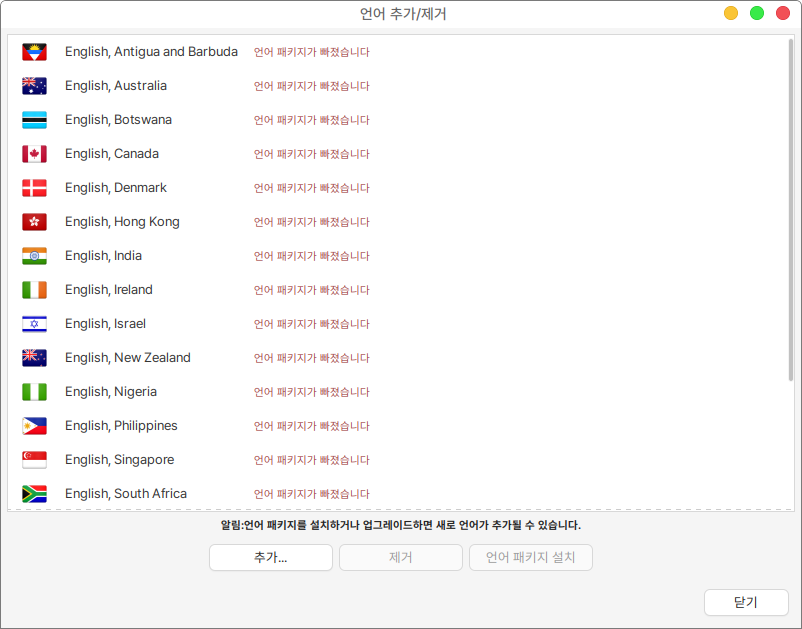 언어 추가/제거
English, Antigua and Barbuda 언어 패키지가 빠졌습니다
English, Australia 언어 패키지가 빠졌습니다
English, Botswana 언어 패키지가 빠졌습니다
English, Canada 언어 패키지가 빠졌습니다
English, Denmark 언어 패키지가 빠졌습니다
English, Hong Kong 언어 패키지가 빠졌습니다
English, India 언어 패키지가 빠졌습니다
English, Ireland 언어 패키지가 빠졌습니다
English, Israel 언어 패키지가 빠졌습니다
English, New Zealand 언어 패키지가 빠졌습니다
English, Nigeria 언어 패키지가 빠졌습니다
English, Philippines 언어 패키지가 빠졌습니다
English, Singapore 언어 패키지가 빠졌습니다
English, South Africa 언어 패키지가 빠졌습니다
알림:언어 패키지를 설치하거나 업그레이드하면 새로 언어가 추가될 수 있습니다.
추가... 제거 언어 패키지 설치
닫기